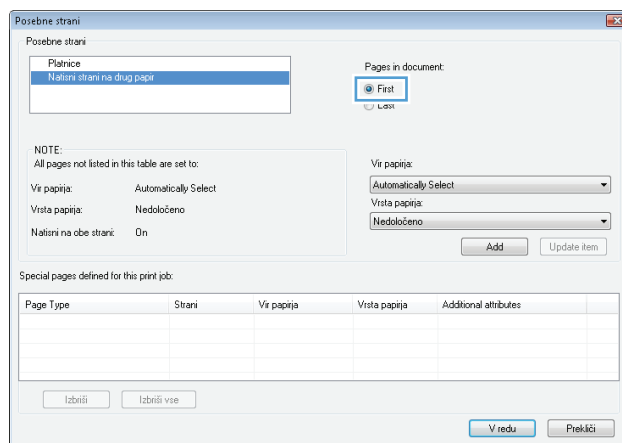 Posebne strani
Posebne strani
Platnice
Natisni strani na drug papir
Pages in document:
First
Last
NOTE:
All pages not listed in this table are set to:
Vir papirja: Automatically Select
Vrsta papirja: Nedoločeno
Natisni na obe strani: On
Vir papirja:
Automatically Select
Vrsta papirja:
Nedoločeno
Add Update item
Special pages defined for this print job:
Page Type Strani Vir papirja Vrsta papirja Additional attributes
Izbriši Izbriši vse
V redu Prekliči